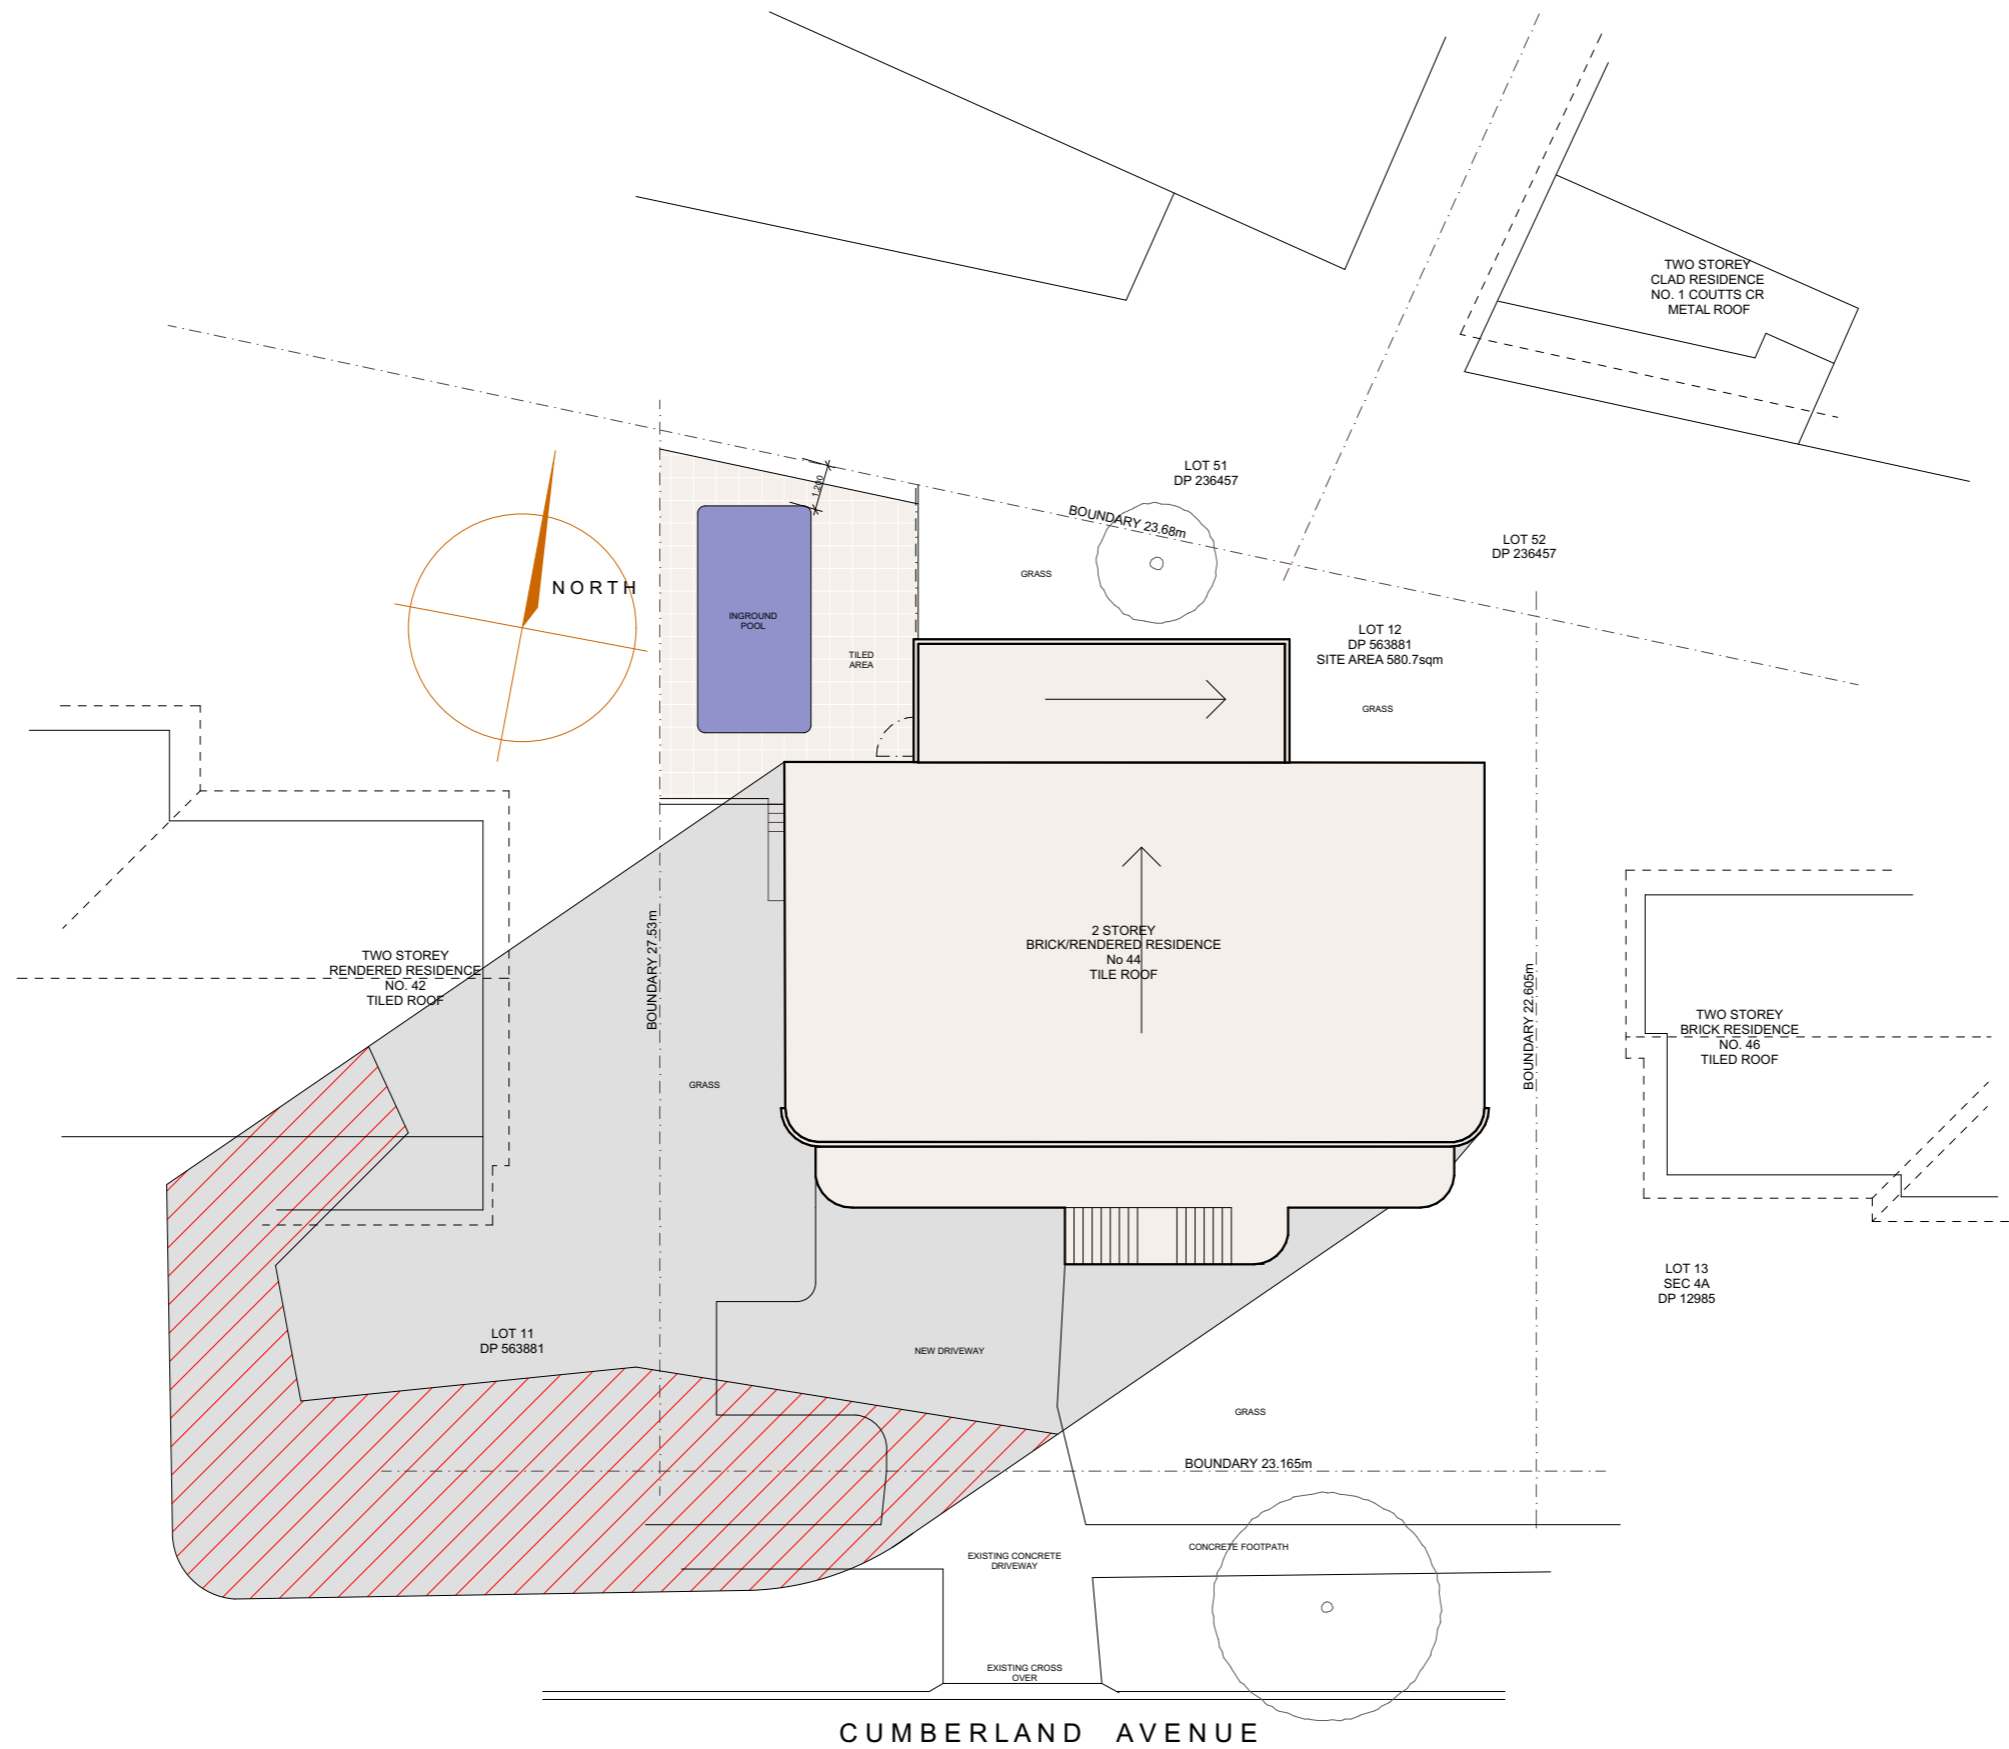 TWO STOREY
CLAD RESIDENCE
NO. 1 COUTTS CR
METAL ROOF
LOT 51
DP 236457
1,200
BOUNDARY 23.68m
LOT 52
DP 236457
NORTH
GRASS
INGROUND
POOL
TILED
AREA
LOT 12
DP 563881
SITE AREA 580.7sqm
GRASS
TWO STOREY
RENDERED RESIDENCE
NO. 42
TILED ROOF
BOUNDARY 27.53m
2 STOREY
BRICK/RENDERED RESIDENCE
No 44
TILE ROOF
BOUNDARY 22.605m
TWO STOREY
BRICK RESIDENCE
NO. 46
TILED ROOF
GRASS
LOT 13
SEC 4A
DP 12985
LOT 11
DP 563881
NEW DRIVEWAY
GRASS
BOUNDARY 23.165m
EXISTING CONCRETE
DRIVEWAY
CONCRETE FOOTPATH
EXISTING CROSS
OVER
CUMBERLAND AVENUE